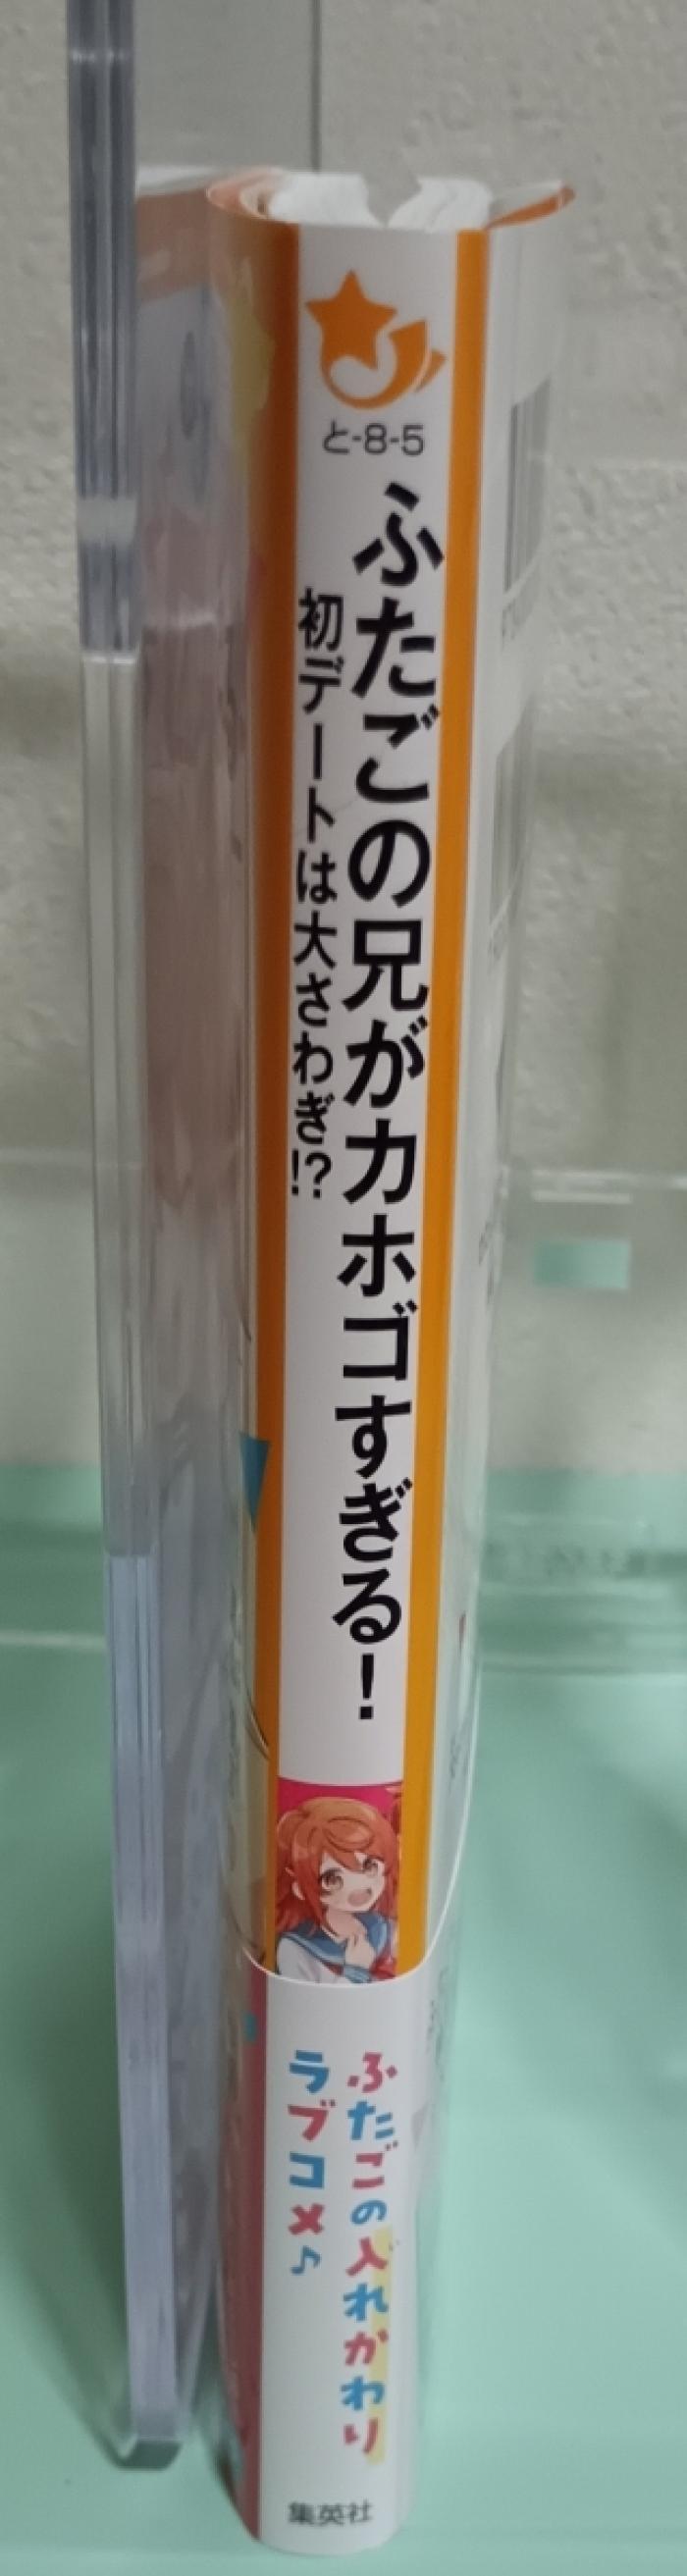 と-8-5
ふたごの兄がカホゴすぎる!
初デートは大さわぎ!?
ふたごの入れかわり
ラブコメ♪
集英社